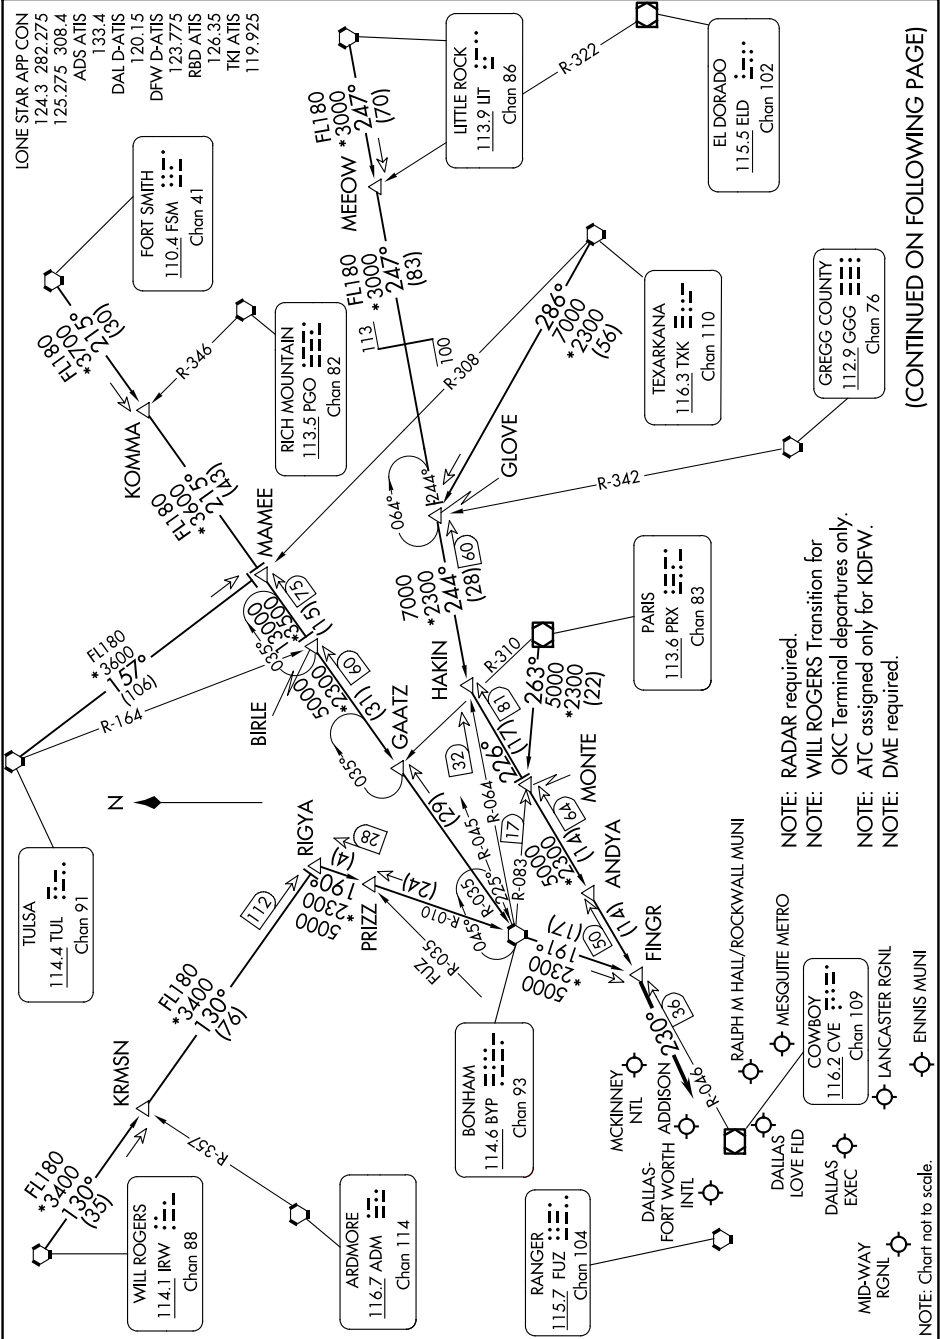 LONE STAR APP CON
124.3 282.275
125.275 308.4
ADS ATIS
133.4
DAL D-ATIS
120.15
DFW D-ATIS
123.775
RBD ATIS
126.35
TKI ATIS
119.925
FORT SMITH
110.4 FSM
Chan 41
LITTLE ROCK
113.9 LIT
Chan 86
EL DORADO
115.5 ELD
Chan 102
R-322
FL180
*3000
247°
(70)
MEEOW
FL180
*3000
247°
(83)
113
100
FL180
*3700
215°
(30)
KOMMA
R-346
RICH MOUNTAIN
113.5 PGO
Chan 82
FL180
*3600
215°
(43)
MAMEE
R-308
286°
7000
*2300
(56)
TEXARKANA
116.3 TXK
Chan 110
GREGG COUNTY
112.9 GGG
Chan 76
R-342
GLOVE
064°
244°
60
7000
*2300
244°
(28)
HAKIN
TULSA
114.4 TUL
Chan 91
FL180
*3600
157°
(106)
R-164
035°
13000
*3500
(15)
75
BIRLE
5000
*2300
(31)
60
GAATZ
035°
R-310
PARIS
113.6 PRX
Chan 83
263°
5000
*2300
(22)
81
226°
(17)
MONTE
32
R-064
17
R-083
R-045
225°
R-035
045°
(29)
N
RIGYA
28
(4)
190°
*2300
5000
112
PRIZZ
(24)
R-010
FUZ
R-035
FL180
*3400
130°
(76)
KRMSN
FL180
*3400
130°
(35)
WILL ROGERS
114.1 IRW
Chan 88
R-357
ARDMORE
116.7 ADM
Chan 114
BONHAM
114.6 BYP
Chan 93
191°
(17)
*2300
5000
64
5000
*2300
(14)
ANDYA
50
(14)
FINGR
36
230°
R-046
RANGER
115.7 FUZ
Chan 104
MCKINNEY
NTL
ADDISON
DALLAS-
FORT WORTH
INTL
RALPH M HALL/ROCKWALL MUNI
MESQUITE METRO
COWBOY
116.2 CVE
Chan 109
DALLAS
LOVE FLD
DALLAS
EXEC
LANCASTER RGNL
ENNIS MUNI
MID-WAY
RGNL
NOTE: RADAR required.
NOTE: WILL ROGERS Transition for
OKC Terminal departures only.
NOTE: ATC assigned only for KDFW.
NOTE: DME required.
NOTE: Chart not to scale.
(CONTINUED ON FOLLOWING PAGE)